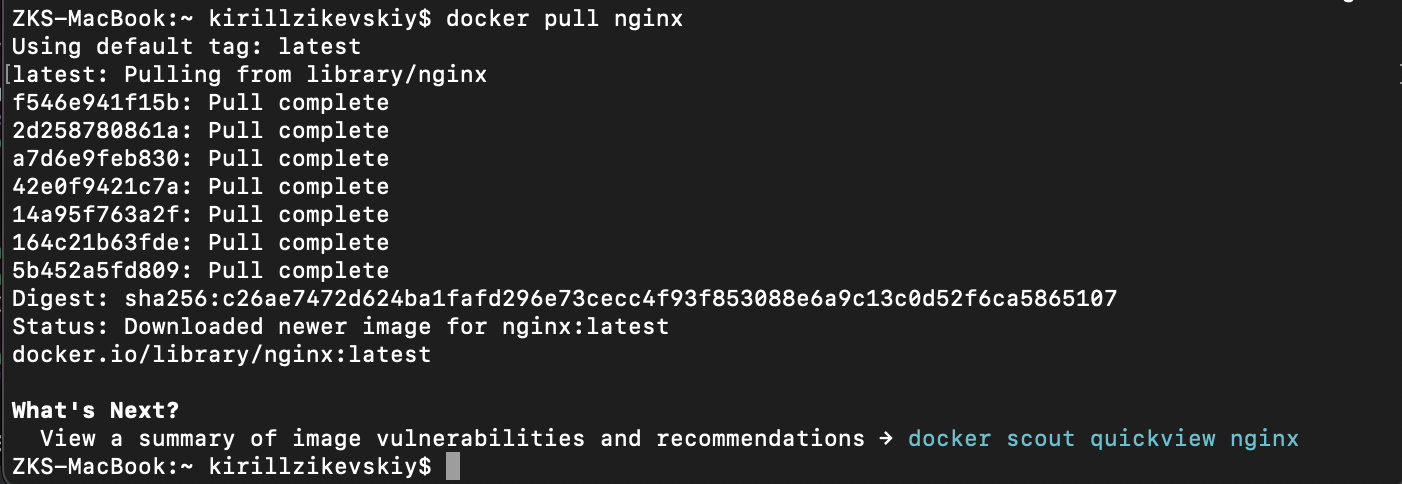 ZKS-MacBook:~ kirillzikevskiy$ docker pull nginx
Using default tag: latest
[latest: Pulling from library/nginx
f546e941f15b: Pull complete
2d258780861a: Pull complete
a7d6e9feb830: Pull complete
42e0f9421c7a: Pull complete
14a95f763a2f: Pull complete
164c21b63fde: Pull complete
5b452a5fd809: Pull complete
Digest: sha256:c26ae7472d624ba1fafd296e73cecc4f93f853088e6a9c13c0d52f6ca5865107
Status: Downloaded newer image for nginx:latest
docker.io/library/nginx:latest
What's Next?
View a summary of image vulnerabilities and recommendations → docker scout quickview nginx
ZKS-MacBook:~ kirillzikevskiy$